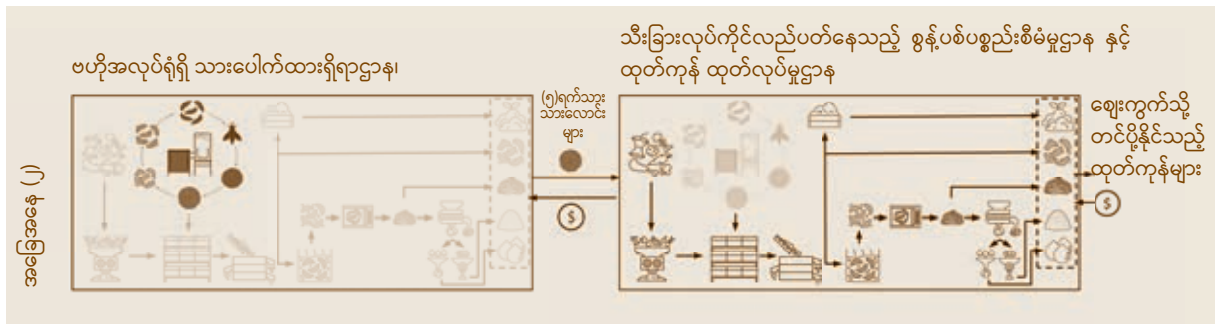 သီးခြားလုပ်ကိုင်လည်ပတ်နေသည့် စွန့်ပစ်ပစ္စည်းစီမံမှုဌာန နှင့်
ထုတ်ကုန် ထုတ်လုပ်မှုဌာန
ဗဟိုအလုပ်ရုံရှိ သားပေါက်ထားရှိရာဌာန၊
(၅)ရက်သား
သားလောင်း
များ
$
ဈေးကွက်သို့
တင်ပို့နိုင်သည့်
ထုတ်ကုန်များ
$
အခြေအနေ (၂)